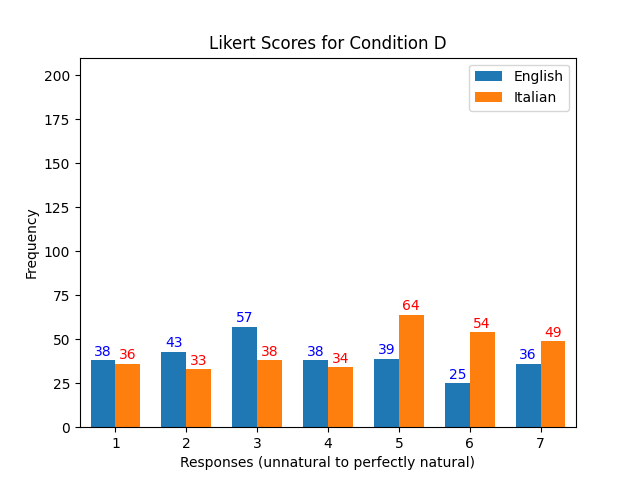 Likert Scores for Condition D
English
Italian
Frequency
200
175
150
125
100
75
50
25
0
38 36 43 33 57 38 38 34 39 64 25 54 36 49
1 2 3 4 5 6 7
Responses (unnatural to perfectly natural)